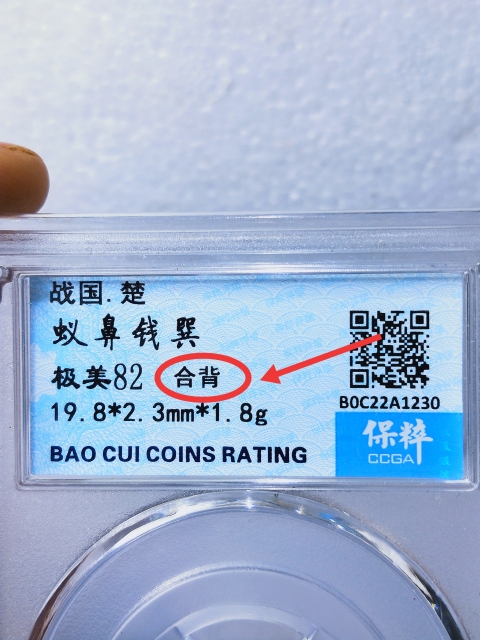 战国.楚
蚁鼻钱巽
极美82 合背
19.8*2.3mm*1.8g
BAO CUI COINS RATING
B0C22A1230
保粹
CCGA